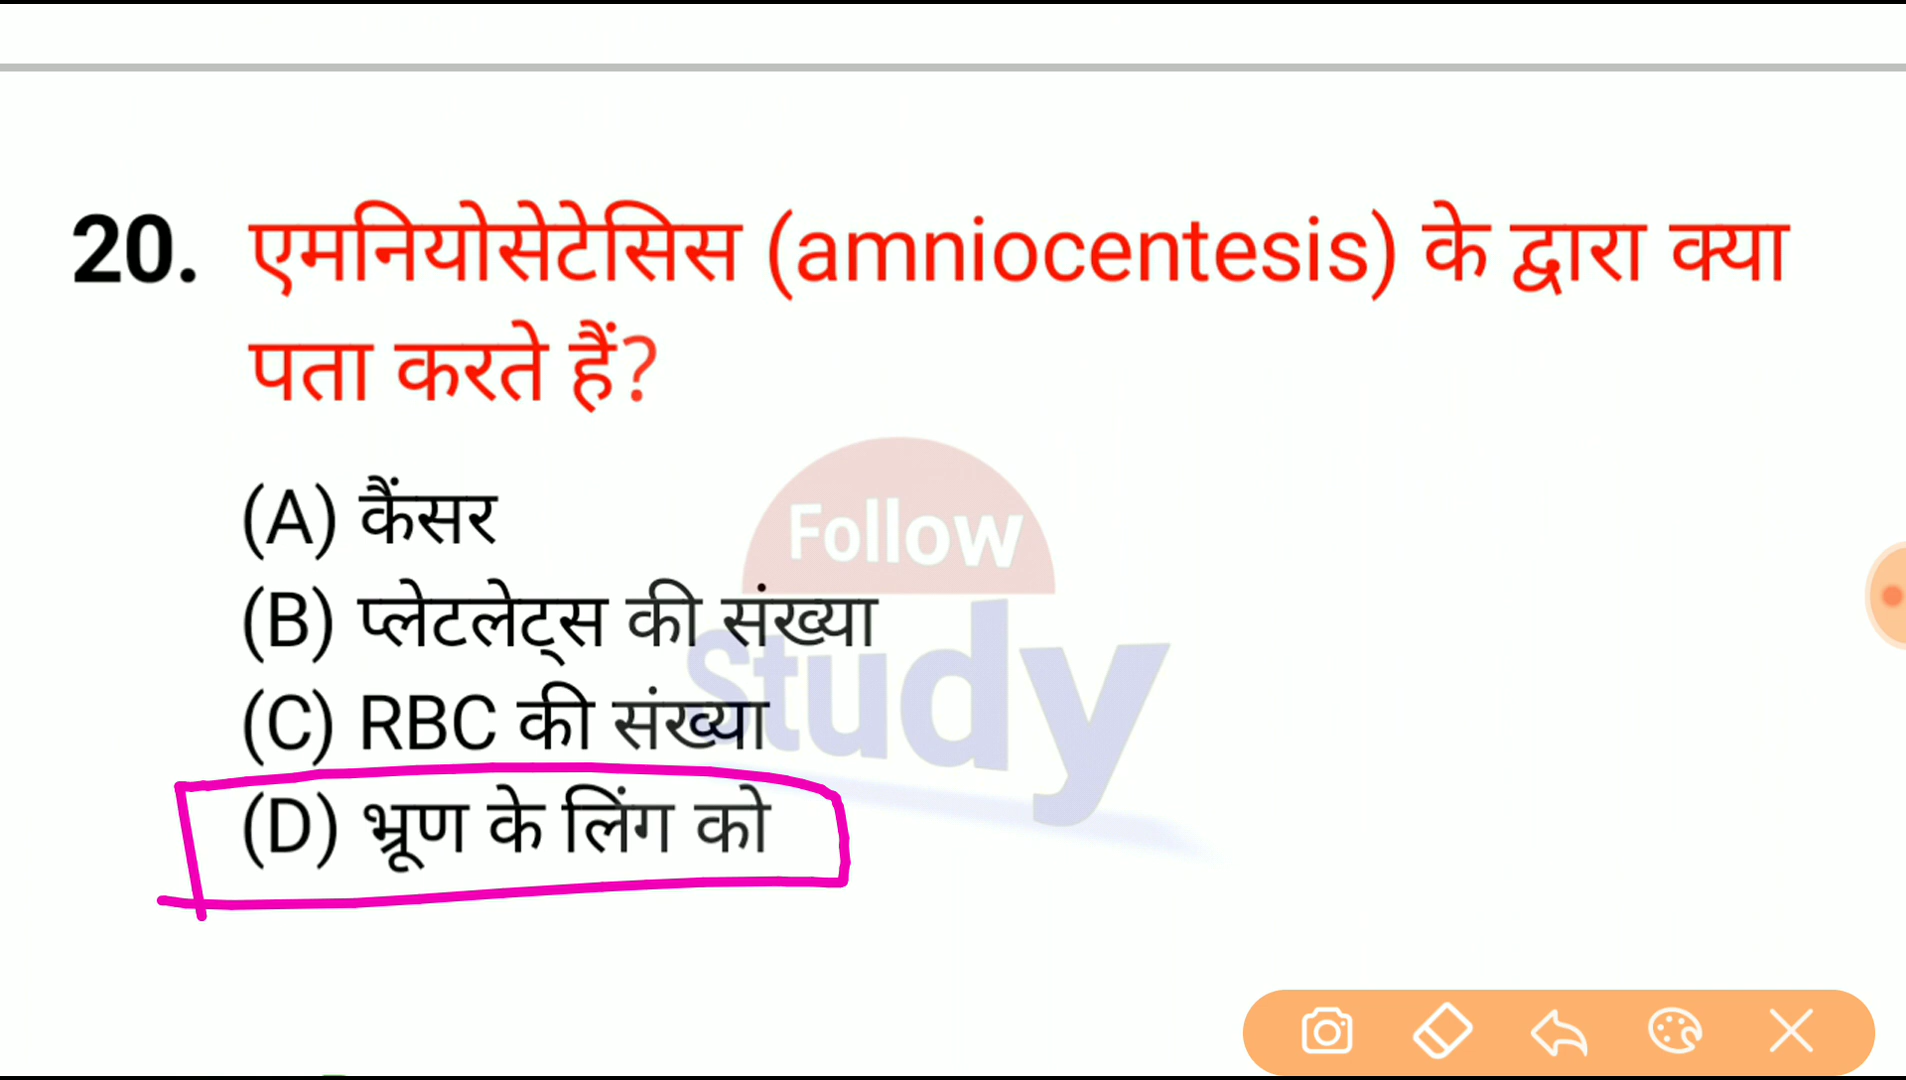 20. एमनियोसेटेसिस (amniocentesis) के द्वारा क्या
पता करते हैं?
(A) कैंसर
(B) प्लेटलेट्स की संख्या
(C) RBC की संख्या
(D) भ्रूण के लिंग को
Follow
Study